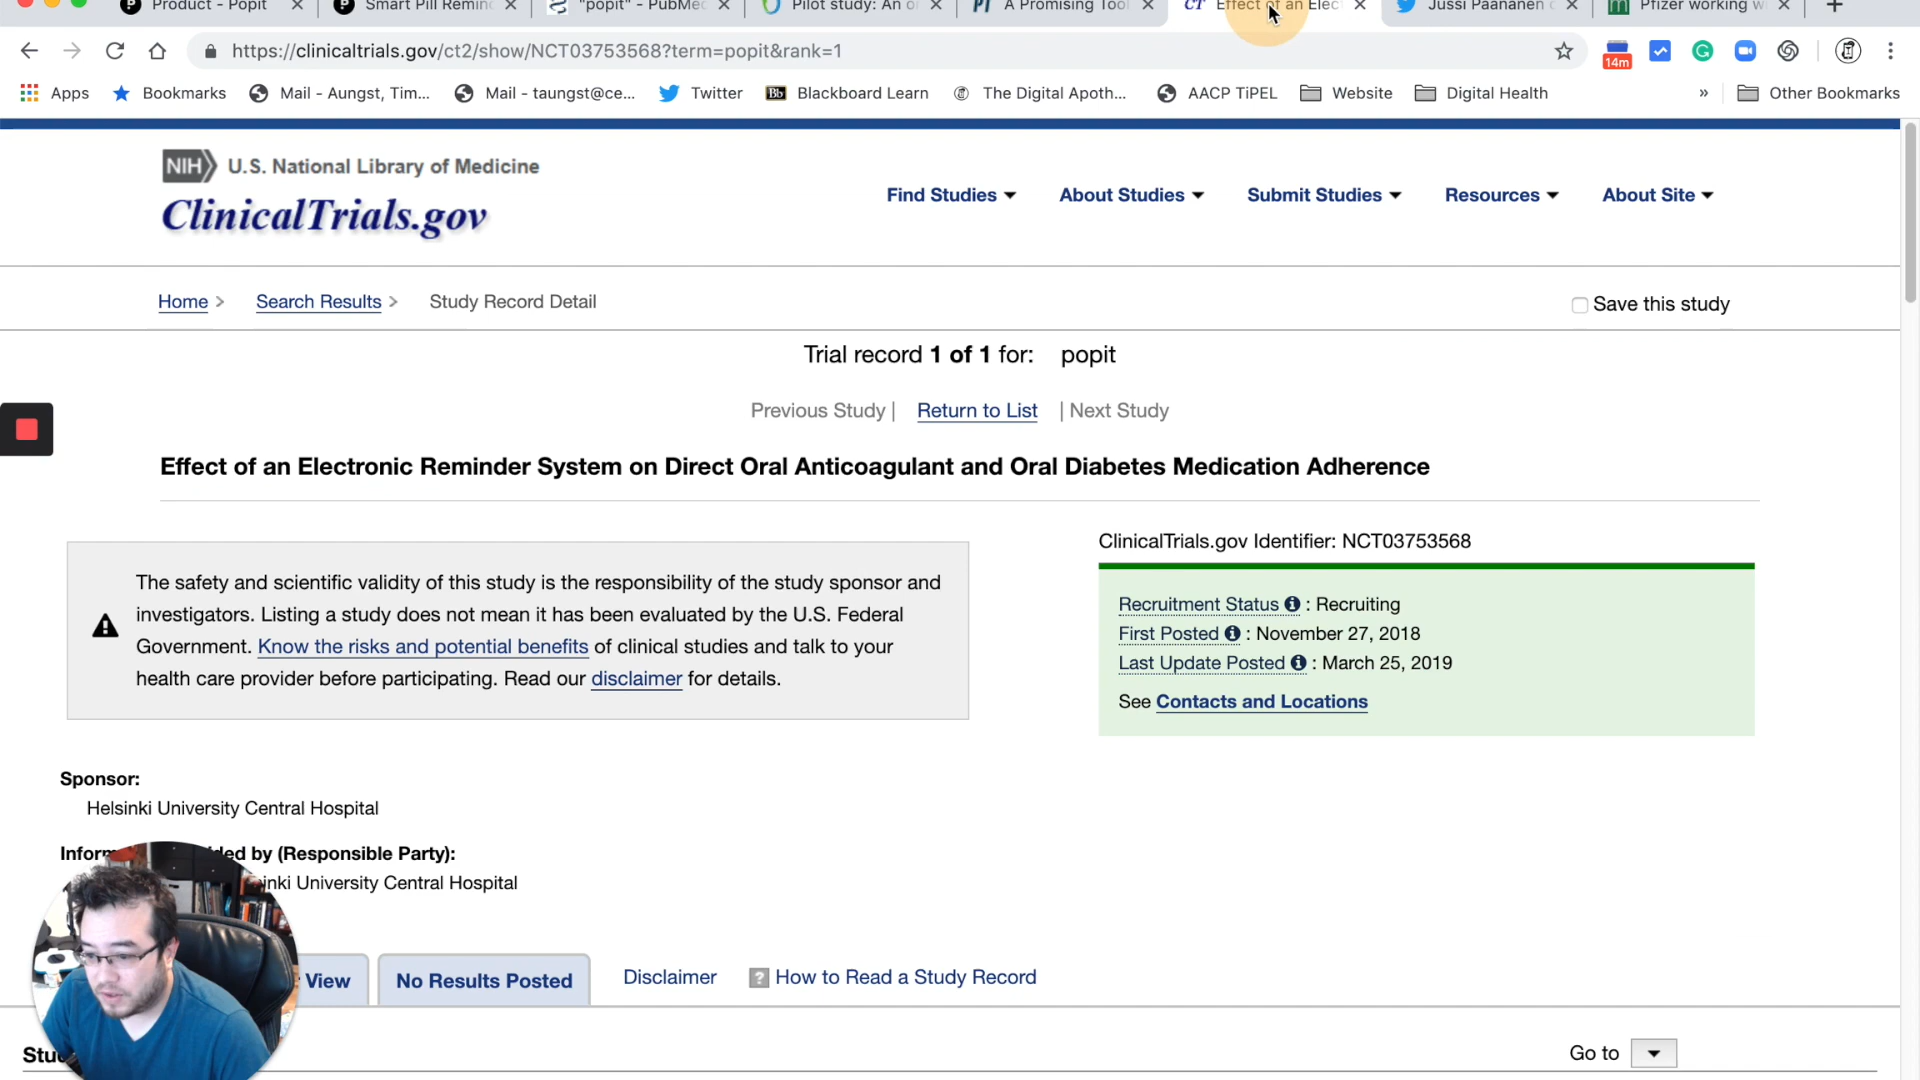 Product - Popit
Smart Pill Remin
"popit" - PubMed
Pilot study: An o
A Promising Tool
CT Effect of an Elec
Jussi Paananen
Pfizer working w
https://clinicaltrials.gov/ct2/show/NCT03753568?term=popit&rank=1
14m
Apps
Bookmarks
Mail - Aungst, Tim...
Mail - taungst@ce...
Twitter
Bb Blackboard Learn
The Digital Apoth...
AACP TiPEL
Website
Digital Health
»
Other Bookmarks
NIH U.S. National Library of Medicine
ClinicalTrials.gov
Find Studies
About Studies
Submit Studies
Resources
About Site
Home >
Search Results >
Study Record Detail
Save this study
Trial record 1 of 1 for: popit
Previous Study | Return to List | Next Study
Effect of an Electronic Reminder System on Direct Oral Anticoagulant and Oral Diabetes Medication Adherence
The safety and scientific validity of this study is the responsibility of the study sponsor and
investigators. Listing a study does not mean it has been evaluated by the U.S. Federal
Government. Know the risks and potential benefits of clinical studies and talk to your
health care provider before participating. Read our disclaimer for details.
ClinicalTrials.gov Identifier: NCT03753568
Recruitment Status : Recruiting
First Posted : November 27, 2018
Last Update Posted : March 25, 2019
See Contacts and Locations
Sponsor:
Helsinki University Central Hospital
Inform ded by (Responsible Party):
inki University Central Hospital
View
No Results Posted
Disclaimer
? How to Read a Study Record
Stu
Go to